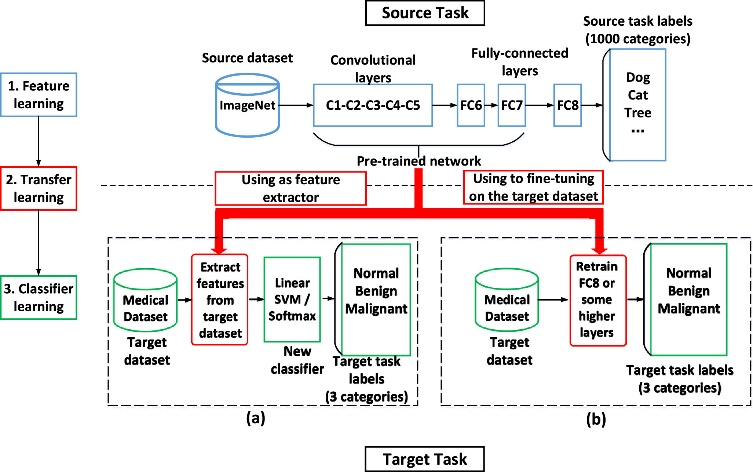 Source Task
Source dataset
ImageNet
Convolutional
layers
C1-C2-C3-C4-C5
Fully-connected
layers
FC6
FC7
FC8
Source task labels
(1000 categories)
Dog
Cat
Tree
...
1. Feature
learning
2. Transfer
learning
3. Classifier
learning
Pre-trained network
Using as feature
extractor
Using to fine-tuning
on the target dataset
Medical
Dataset
Target
dataset
Extract
features
from
target
dataset
Linear
SVM /
Softmax
New
classifier
Normal
Benign
Malignant
Target task
labels
(3 categories)
(a)
Medical
Dataset
Target
dataset
Retrain
FC8 or
some
higher
layers
Normal
Benign
Malignant
Target task labels
(3 categories)
(b)
Target Task